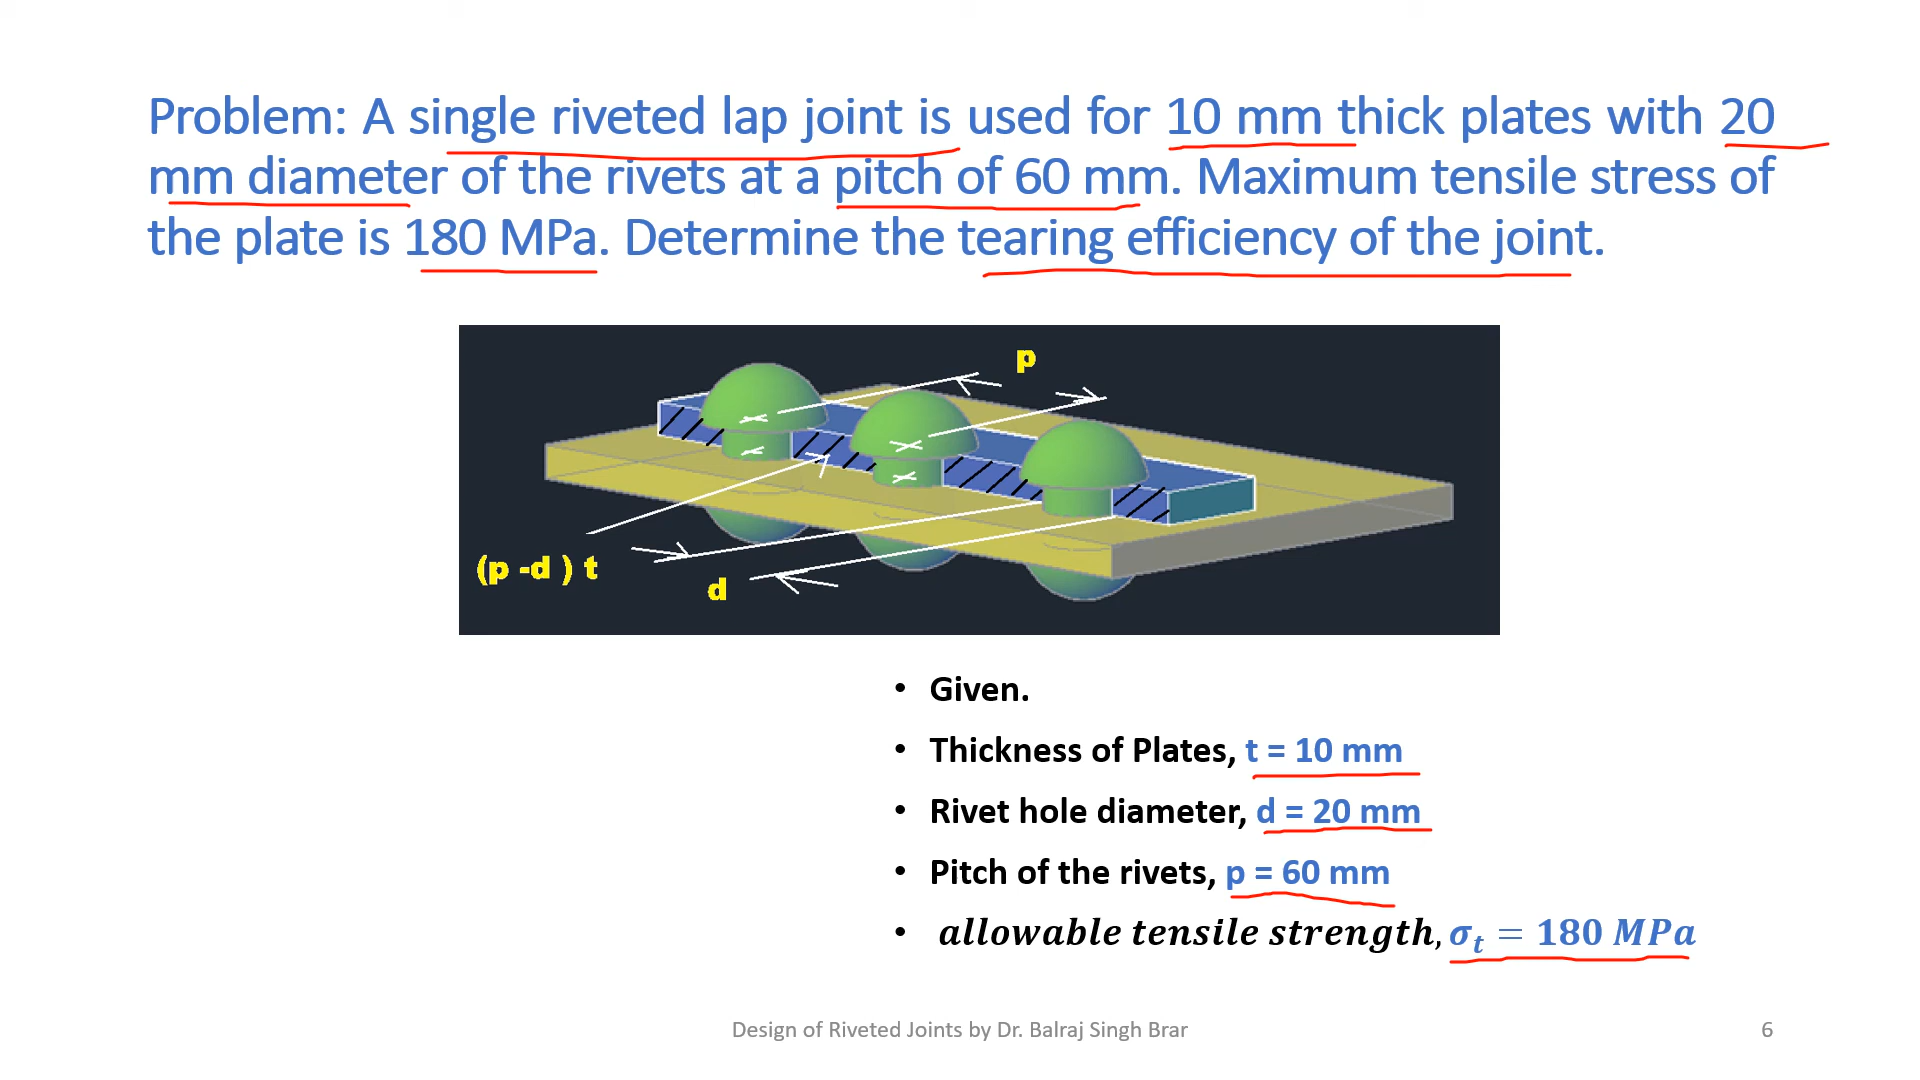 Problem: A single riveted lap joint is used for 10 mm thick plates with 20
mm diameter of the rivets at a pitch of 60 mm. Maximum tensile stress of
the plate is 180 MPa. Determine the tearing efficiency of the joint.
p
(p -d ) t
d
• Given.
• Thickness of Plates, t = 10 mm
• Rivet hole diameter, d = 20 mm
• Pitch of the rivets, p = 60 mm
• allowable tensile strength, σₜ = 180 MPa
Design of Riveted Joints by Dr. Balraj Singh Brar
6